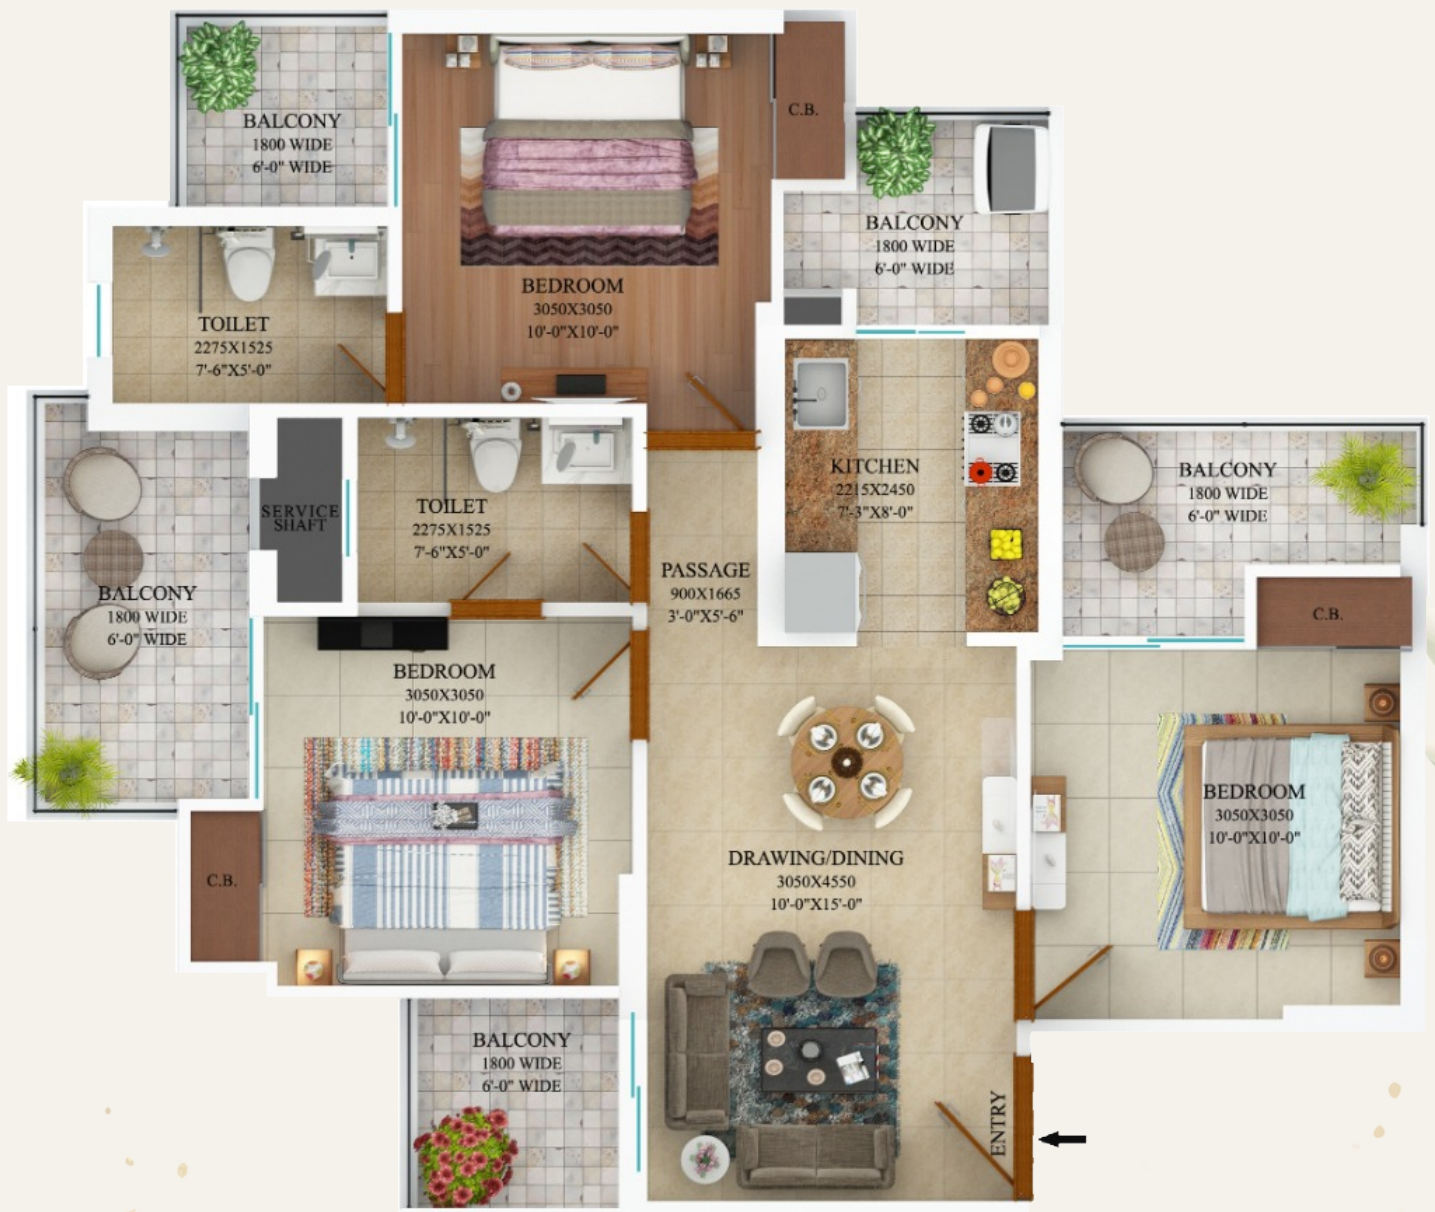 BALCONY
1800 WIDE
6'-0" WIDE
C.B.
BALCONY
1800 WIDE
6'-0" WIDE
BEDROOM
3050X3050
10'-0"X10'-0"
TOILET
2275X1525
7'-6"X5'-0"
KITCHEN
2215X2450
7'-3"X8'-0"
BALCONY
1800 WIDE
6'-0" WIDE
SERVICE
SHAFT
TOILET
2275X1525
7'-6"X5'-0"
PASSAGE
900X1665
3'-0"X5'-6"
BALCONY
1800 WIDE
6'-0" WIDE
C.B.
BEDROOM
3050X3050
10'-0"X10'-0"
BEDROOM
3050X3050
10'-0"X10'-0"
DRAWING/DINING
3050X4550
10'-0"X15'-0"
C.B.
BALCONY
1800 WIDE
6'-0" WIDE
ENTRY